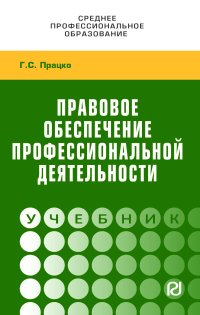 СРЕДНЕЕ
ПРОФЕССИОНАЛЬНОЕ
ОБРАЗОВАНИЕ
Г.С. Працко
ПРАВОВОЕ
ОБЕСПЕЧЕНИЕ
ПРОФЕССИОНАЛЬНОЙ
ДЕЯТЕЛЬНОСТИ
УЧЕБНИК